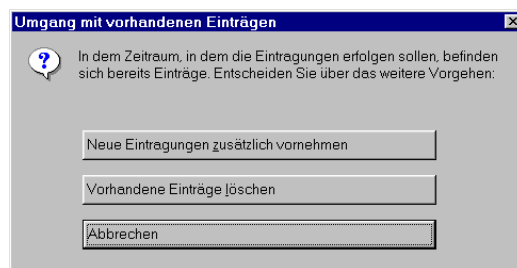 Umgang mit vorhandenen Einträgen
In dem Zeitraum, in dem die Eintragungen erfolgen sollen, befinden
sich bereits Einträge. Entscheiden Sie über das weitere Vorgehen:
Neue Eintragungen zusätzlich vornehmen
Vorhandene Einträge löschen
Abbrechen